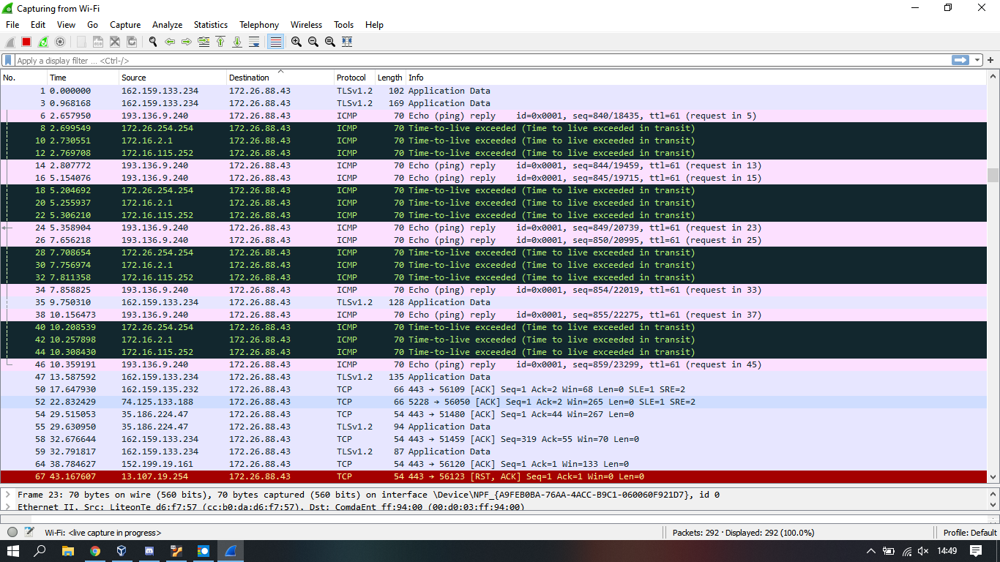 Capturing from Wi-Fi
File Edit View Go Capture Analyze Statistics Telephony Wireless Tools Help
Apply a display filter ... <Ctrl-/>
No. Time Source Destination Protocol Length Info
1 0.000000 162.159.133.234 172.26.88.43 TLSv1.2 102 Application Data
3 0.968168 162.159.133.234 172.26.88.43 TLSv1.2 169 Application Data
6 2.657950 193.136.9.240 172.26.88.43 ICMP 70 Echo (ping) reply id=0x0001, seq=840/18435, ttl=61 (request in 5)
8 2.699549 172.26.254.254 172.26.88.43 ICMP 70 Time-to-live exceeded (Time to live exceeded in transit)
10 2.730551 172.16.2.1 172.26.88.43 ICMP 70 Time-to-live exceeded (Time to live exceeded in transit)
12 2.769708 172.16.115.252 172.26.88.43 ICMP 70 Time-to-live exceeded (Time to live exceeded in transit)
14 2.807772 193.136.9.240 172.26.88.43 ICMP 70 Echo (ping) reply id=0x0001, seq=844/19459, ttl=61 (request in 13)
16 5.154076 193.136.9.240 172.26.88.43 ICMP 70 Echo (ping) reply id=0x0001, seq=845/19715, ttl=61 (request in 15)
18 5.204692 172.26.254.254 172.26.88.43 ICMP 70 Time-to-live exceeded (Time to live exceeded in transit)
20 5.255937 172.16.2.1 172.26.88.43 ICMP 70 Time-to-live exceeded (Time to live exceeded in transit)
22 5.306210 172.16.115.252 172.26.88.43 ICMP 70 Time-to-live exceeded (Time to live exceeded in transit)
24 5.358904 193.136.9.240 172.26.88.43 ICMP 70 Echo (ping) reply id=0x0001, seq=849/20739, ttl=61 (request in 23)
26 7.656218 193.136.9.240 172.26.88.43 ICMP 70 Echo (ping) reply id=0x0001, seq=850/20995, ttl=61 (request in 25)
28 7.708654 172.26.254.254 172.26.88.43 ICMP 70 Time-to-live exceeded (Time to live exceeded in transit)
30 7.756974 172.16.2.1 172.26.88.43 ICMP 70 Time-to-live exceeded (Time to live exceeded in transit)
32 7.811358 172.16.115.252 172.26.88.43 ICMP 70 Time-to-live exceeded (Time to live exceeded in transit)
34 7.858825 193.136.9.240 172.26.88.43 ICMP 70 Echo (ping) reply id=0x0001, seq=854/22019, ttl=61 (request in 33)
35 9.750310 162.159.133.234 172.26.88.43 TLSv1.2 128 Application Data
38 10.156473 193.136.9.240 172.26.88.43 ICMP 70 Echo (ping) reply id=0x0001, seq=855/22275, ttl=61 (request in 37)
40 10.208539 172.26.254.254 172.26.88.43 ICMP 70 Time-to-live exceeded (Time to live exceeded in transit)
42 10.257898 172.16.2.1 172.26.88.43 ICMP 70 Time-to-live exceeded (Time to live exceeded in transit)
44 10.308430 172.16.115.252 172.26.88.43 ICMP 70 Time-to-live exceeded (Time to live exceeded in transit)
46 10.359191 193.136.9.240 172.26.88.43 ICMP 70 Echo (ping) reply id=0x0001, seq=859/23299, ttl=61 (request in 45)
47 13.587592 162.159.133.234 172.26.88.43 TLSv1.2 135 Application Data
50 17.647930 162.159.135.232 172.26.88.43 TCP 66 443 → 56109 [ACK] Seq=1 Ack=2 Win=68 Len=0 SLE=1 SRE=2
52 22.832429 74.125.133.188 172.26.88.43 TCP 66 5228 → 56050 [ACK] Seq=1 Ack=2 Win=265 Len=0 SLE=1 SRE=2
54 29.515053 35.186.224.47 172.26.88.43 TCP 54 443 → 51480 [ACK] Seq=1 Ack=44 Win=267 Len=0
55 29.630950 35.186.224.47 172.26.88.43 TLSv1.2 94 Application Data
58 32.676644 162.159.133.234 172.26.88.43 TCP 54 443 → 51459 [ACK] Seq=319 Ack=55 Win=70 Len=0
59 32.791817 162.159.133.234 172.26.88.43 TLSv1.2 87 Application Data
64 38.784627 152.199.19.161 172.26.88.43 TCP 54 443 → 56120 [ACK] Seq=1 Ack=1 Win=133 Len=0
67 43.167607 13.107.19.254 172.26.88.43 TCP 54 443 → 56123 [RST, ACK] Seq=1 Ack=1 Win=0 Len=0
Frame 23: 70 bytes on wire (560 bits), 70 bytes captured (560 bits) on interface \Device\NPF_{A9FEB0BA-76AA-4ACC-B9C1-060060F921D7}, id 0
Ethernet II, Src: LiteonTe_d6:f7:57 (cc:b0:da:d6:f7:57), Dst: ComdaEnt_ff:94:00 (00:d0:03:ff:94:00)
Wi-Fi: <live capture in progress>
Packets: 292 · Displayed: 292 (100.0%)
Profile: Default
14:49